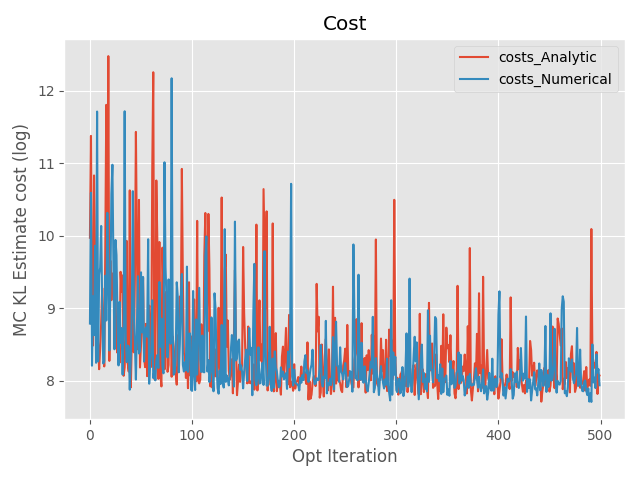 Cost
costs_Analytic
costs_Numerical
MC KL Estimate cost (log)
12
11
10
9
8
0
100
200
300
400
500
Opt Iteration